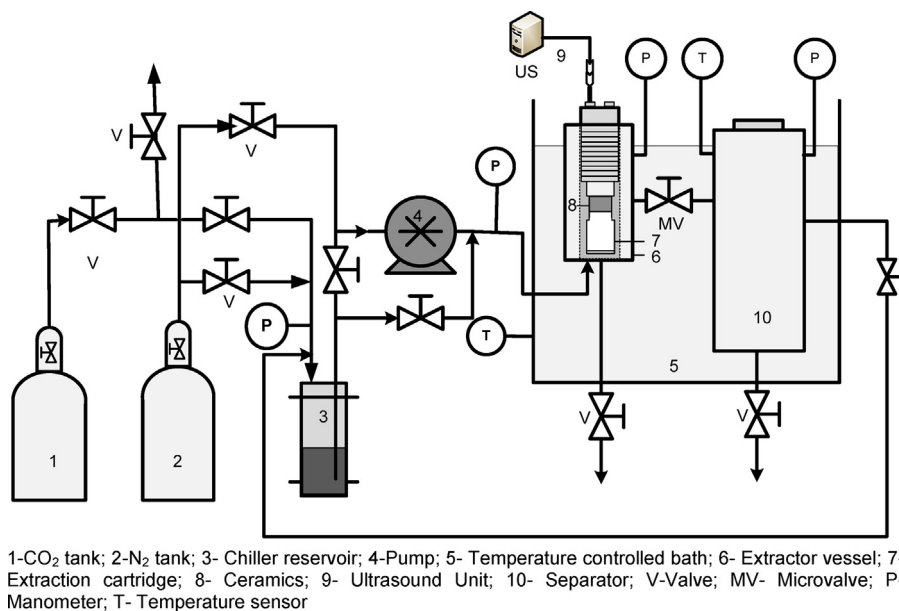 US
9
P
T
P
V
V
4
P
8
MV
7
6
V
V
P
T
10
5
3
V
V
1
2
1-CO₂ tank; 2-N₂ tank; 3- Chiller reservoir; 4-Pump; 5- Temperature controlled bath; 6- Extractor vessel; 7-
Extraction cartridge; 8- Ceramics; 9- Ultrasound Unit; 10- Separator; V-Valve; MV- Microvalve; P-
Manometer; T- Temperature sensor